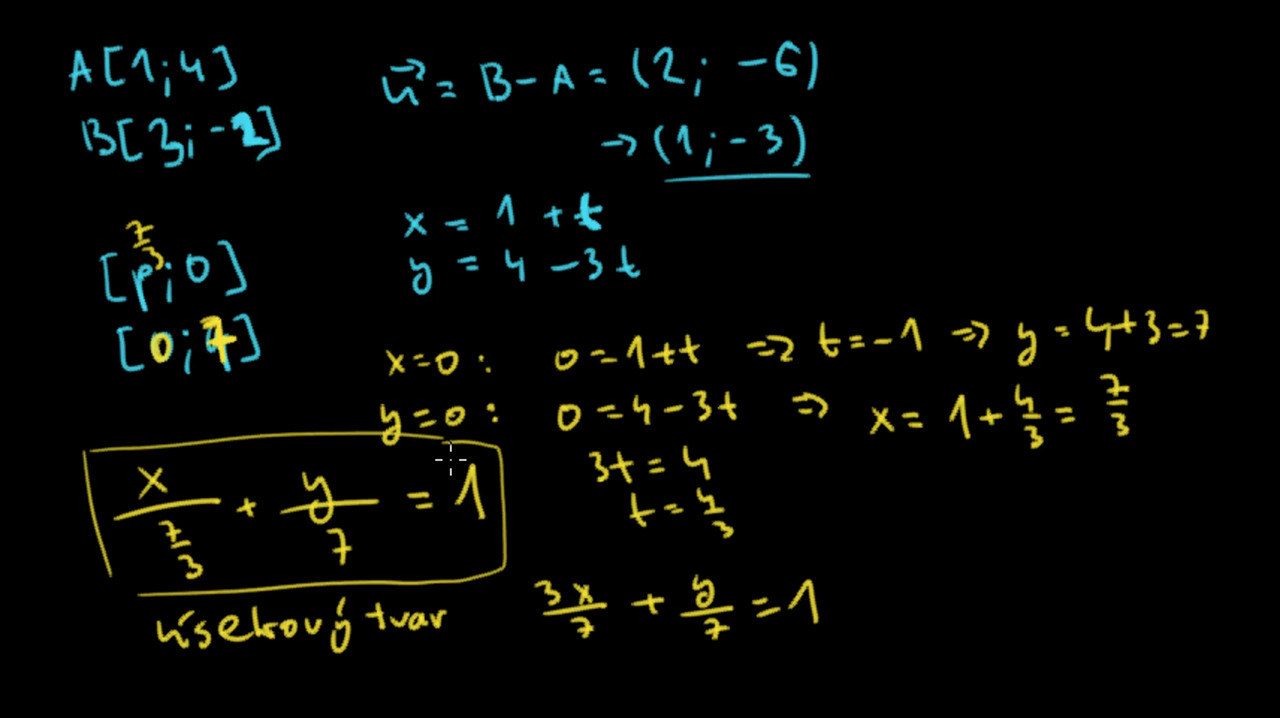 A[1;4]
B[3;-2]
u⃗ = B - A = (2; -6)
→ (1; -3)
x = 1 + t
y = 4 - 3t
7/3
[p;0]
[0;7]
x=0: 0=1+t ⇒ t=-1 ⇒ y=4+3=7
y=0: 0=4-3t ⇒ x=1+4/3=7/3
3t=4
t=4/3
x/(7/3) + y/7 = 1
úsekový tvar
3x/7 + y/7 = 1